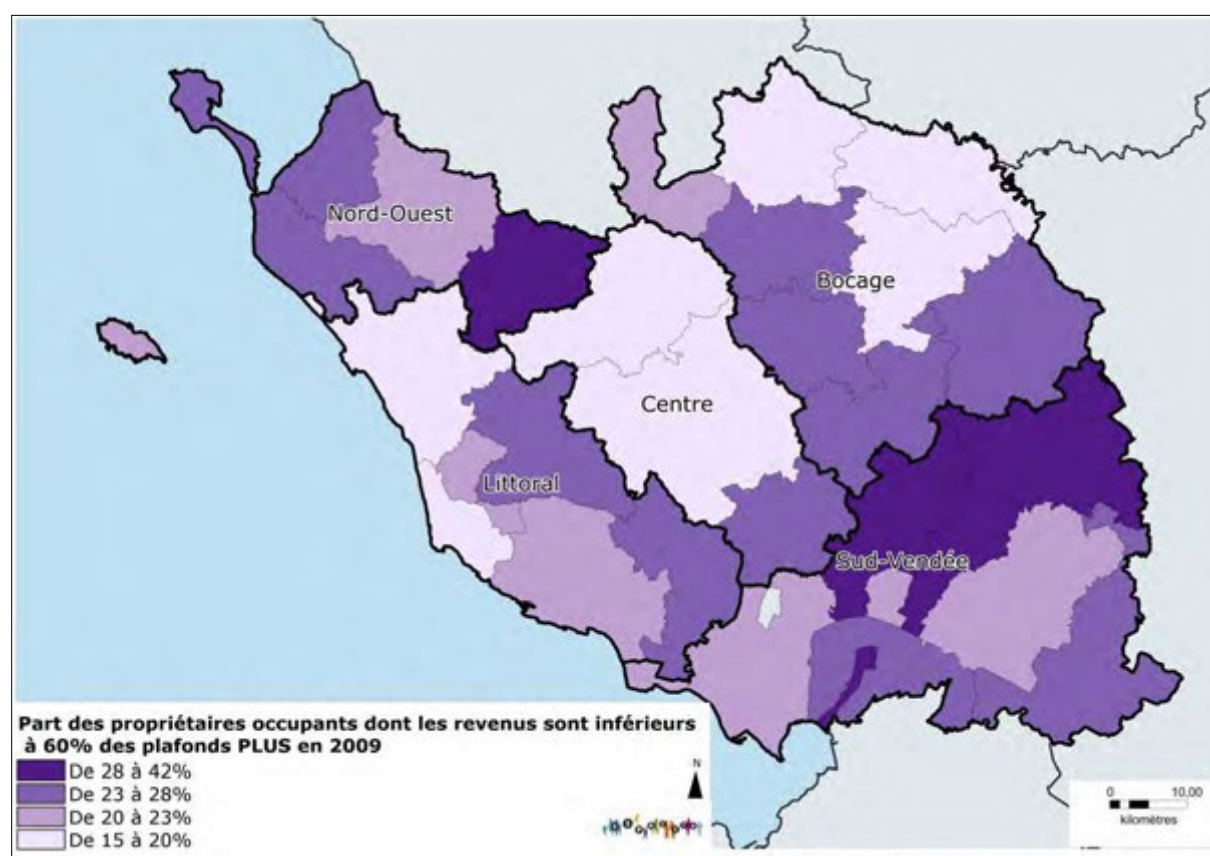 Nord-Ouest
Bocage
Centre
Littoral
Sud-Vendée
Part des propriétaires occupants dont les revenus sont inférieurs
à 60% des plafonds PLUS en 2009
De 28 à 42%
De 23 à 28%
De 20 à 23%
De 15 à 20%
N
0 10,00
kilomètres